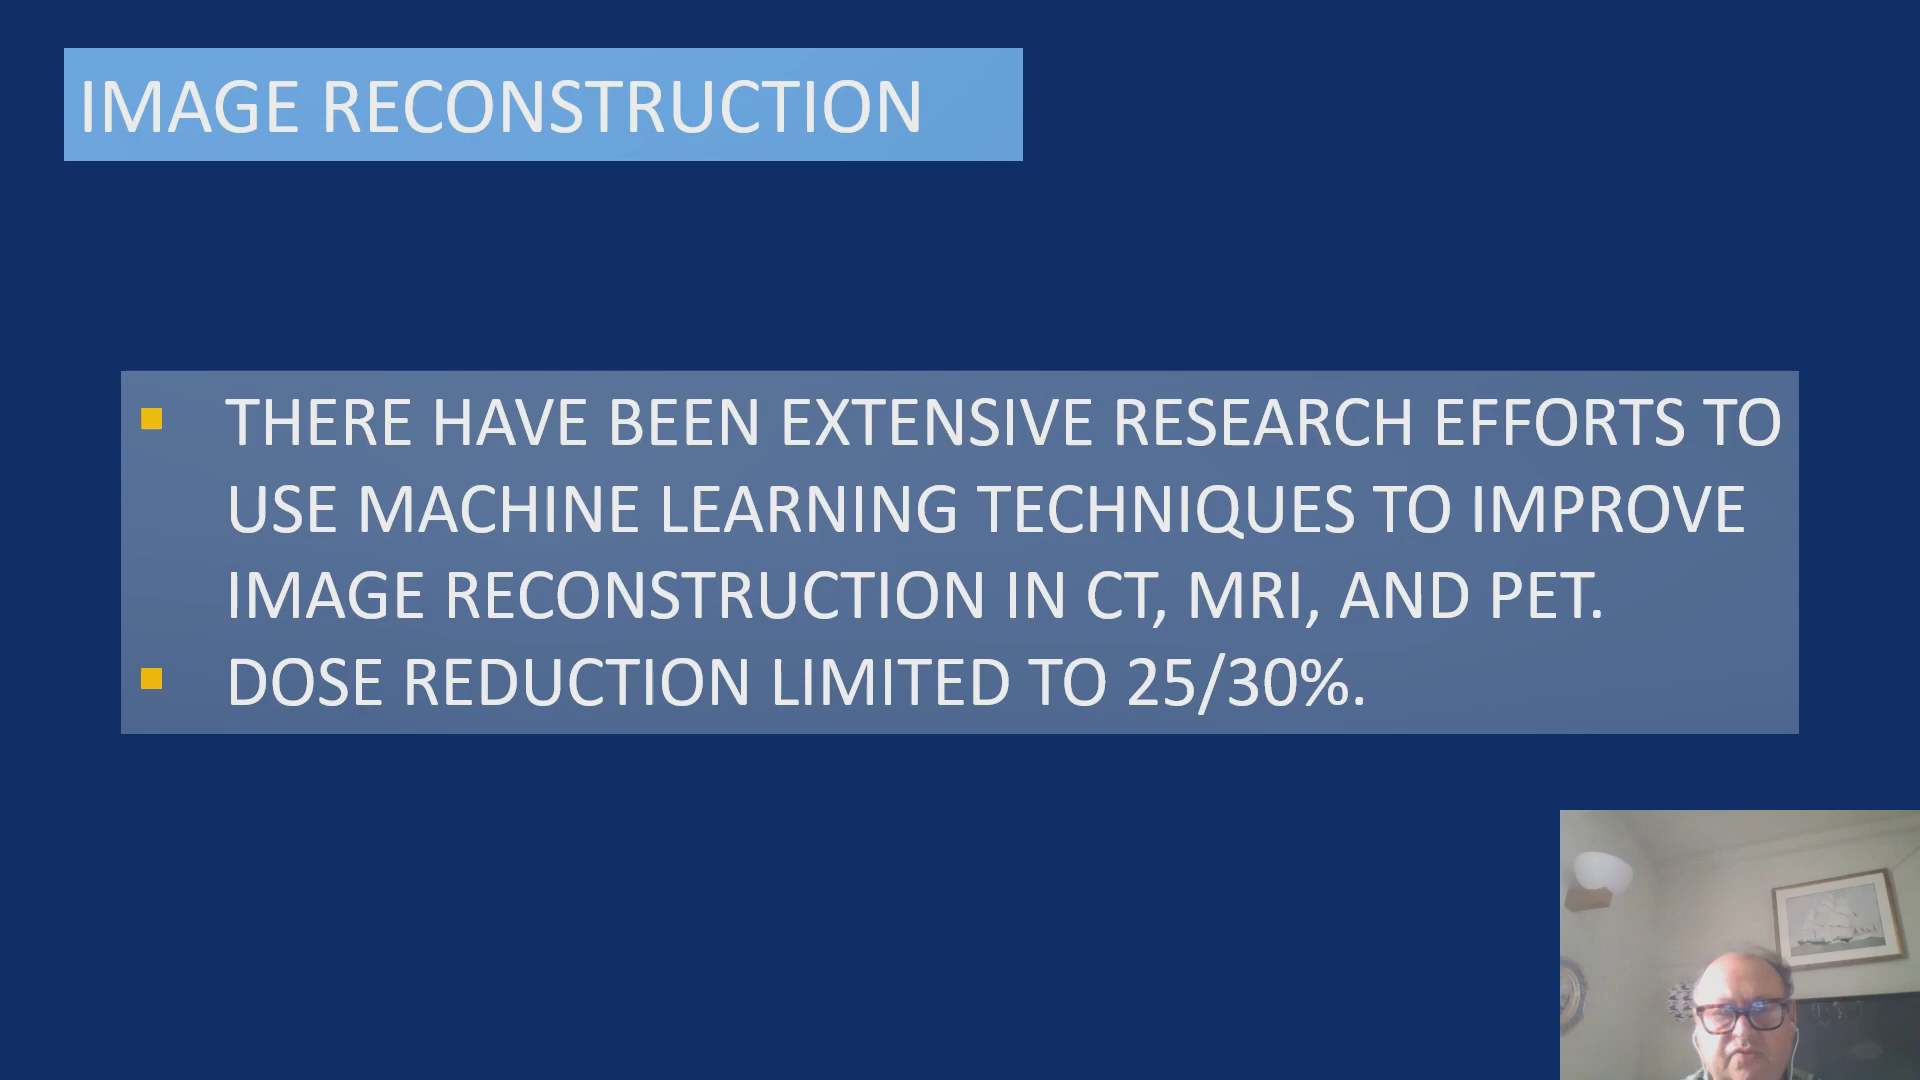 IMAGE RECONSTRUCTION
THERE HAVE BEEN EXTENSIVE RESEARCH EFFORTS TO
USE MACHINE LEARNING TECHNIQUES TO IMPROVE
IMAGE RECONSTRUCTION IN CT, MRI, AND PET.
DOSE REDUCTION LIMITED TO 25/30%.